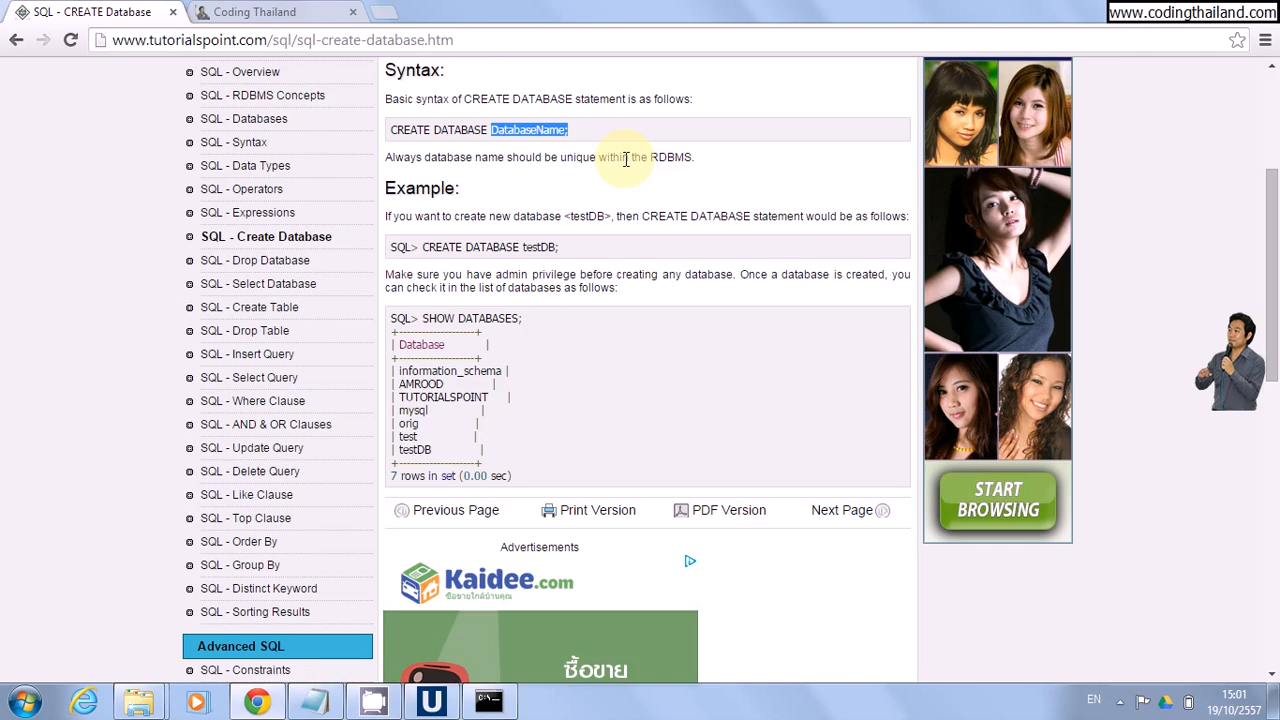 SQL - CREATE Database
Coding Thailand
www.codingthailand.com
www.tutorialspoint.com/sql/sql-create-database.htm
SQL - Overview
SQL - RDBMS Concepts
SQL - Databases
SQL - Syntax
SQL - Data Types
SQL - Operators
SQL - Expressions
SQL - Create Database
SQL - Drop Database
SQL - Select Database
SQL - Create Table
SQL - Drop Table
SQL - Insert Query
SQL - Select Query
SQL - Where Clause
SQL - AND & OR Clauses
SQL - Update Query
SQL - Delete Query
SQL - Like Clause
SQL - Top Clause
SQL - Order By
SQL - Group By
SQL - Distinct Keyword
SQL - Sorting Results
Advanced SQL
SQL - Constraints
Syntax:
Basic syntax of CREATE DATABASE statement is as follows:
CREATE DATABASE DatabaseName;
Always database name should be unique within the RDBMS.
Example:
If you want to create new database <testDB>, then CREATE DATABASE statement would be as follows:
SQL> CREATE DATABASE testDB;
Make sure you have admin privilege before creating any database. Once a database is created, you
can check it in the list of databases as follows:
SQL> SHOW DATABASES;
+--------------------+
| Database |
+--------------------+
| information_schema |
| AMROOD |
| TUTORIALSPOINT |
| mysql |
| orig |
| test |
| testDB |
+--------------------+
7 rows in set (0.00 sec)
Previous Page
Print Version
PDF Version
Next Page
Advertisements
Kaidee.com
ซื้อขายใกล้บ้านคุณ
ซื้อขาย
START
BROWSING
U
EN
15:01
19/10/2557